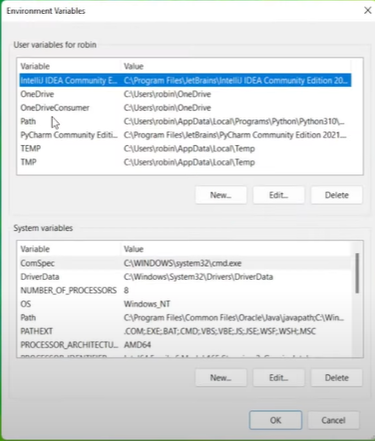 Environment Variables
User variables for robin
Variable Value
IntelliJ IDEA Community E... C:\Program Files\JetBrains\IntelliJ IDEA Community Edition 20...
OneDrive C:\Users\robin\OneDrive
OneDriveConsumer C:\Users\robin\OneDrive
Path C:\Users\robin\AppData\Local\Programs\Python\Python310\...
PyCharm Community Editi... C:\Program Files\JetBrains\PyCharm Community Edition 2021....
TEMP C:\Users\robin\AppData\Local\Temp
TMP C:\Users\robin\AppData\Local\Temp
New... Edit... Delete
System variables
Variable Value
ComSpec C:\WINDOWS\system32\cmd.exe
DriverData C:\Windows\System32\Drivers\DriverData
NUMBER_OF_PROCESSORS 8
OS Windows_NT
Path C:\Program Files\Common Files\Oracle\Java\javapath;C:\Win...
PATHEXT .COM;.EXE;.BAT;.CMD;.VBS;.VBE;.JS;.JSE;.WSF;.WSH;.MSC
PROCESSOR_ARCHITECTU... AMD64
New... Edit... Delete
OK Cancel